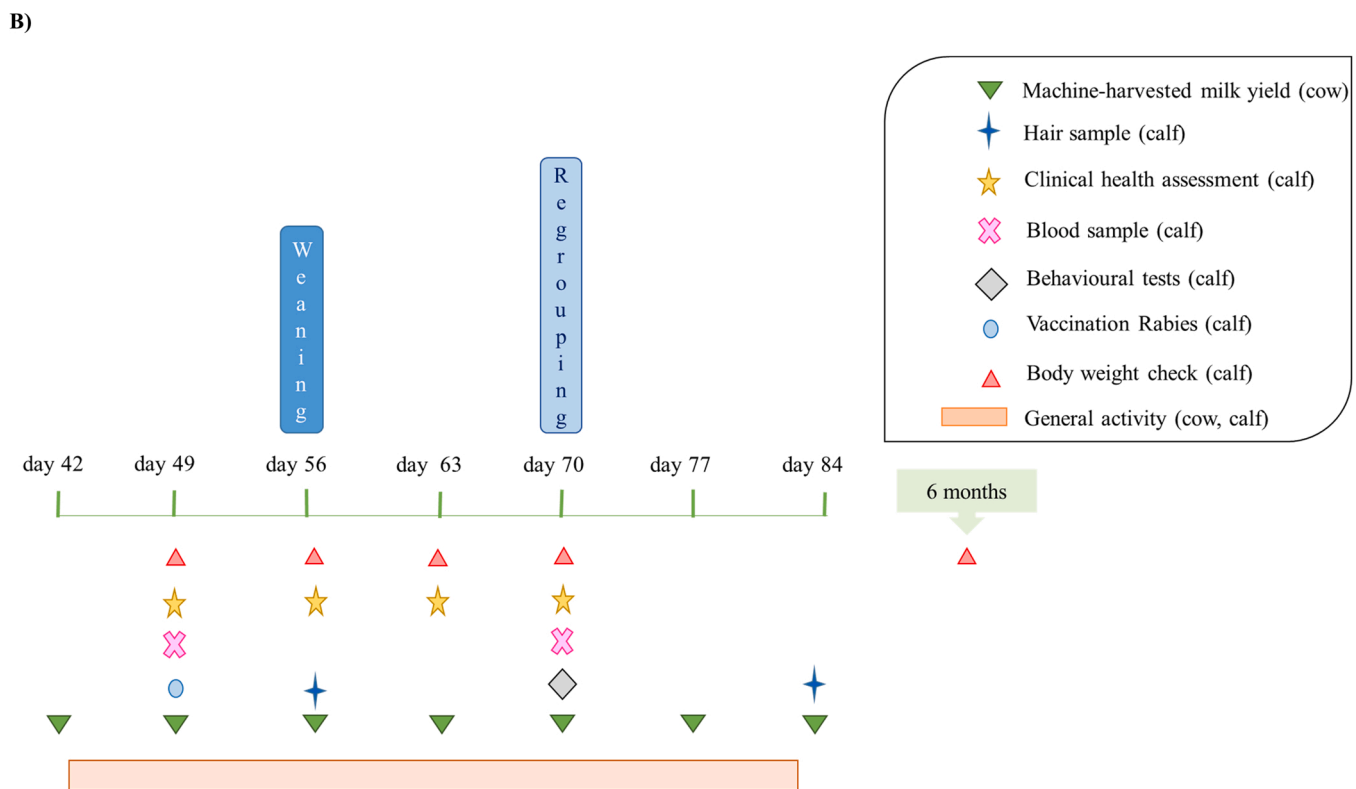 B)
Machine-harvested milk yield (cow)
Hair sample (calf)
Clinical health assessment (calf)
Blood sample (calf)
Behavioural tests (calf)
Vaccination Rabies (calf)
Body weight check (calf)
General activity (cow, calf)
Weaning
Regrouping
day 42 day 49 day 56 day 63 day 70 day 77 day 84
6 months